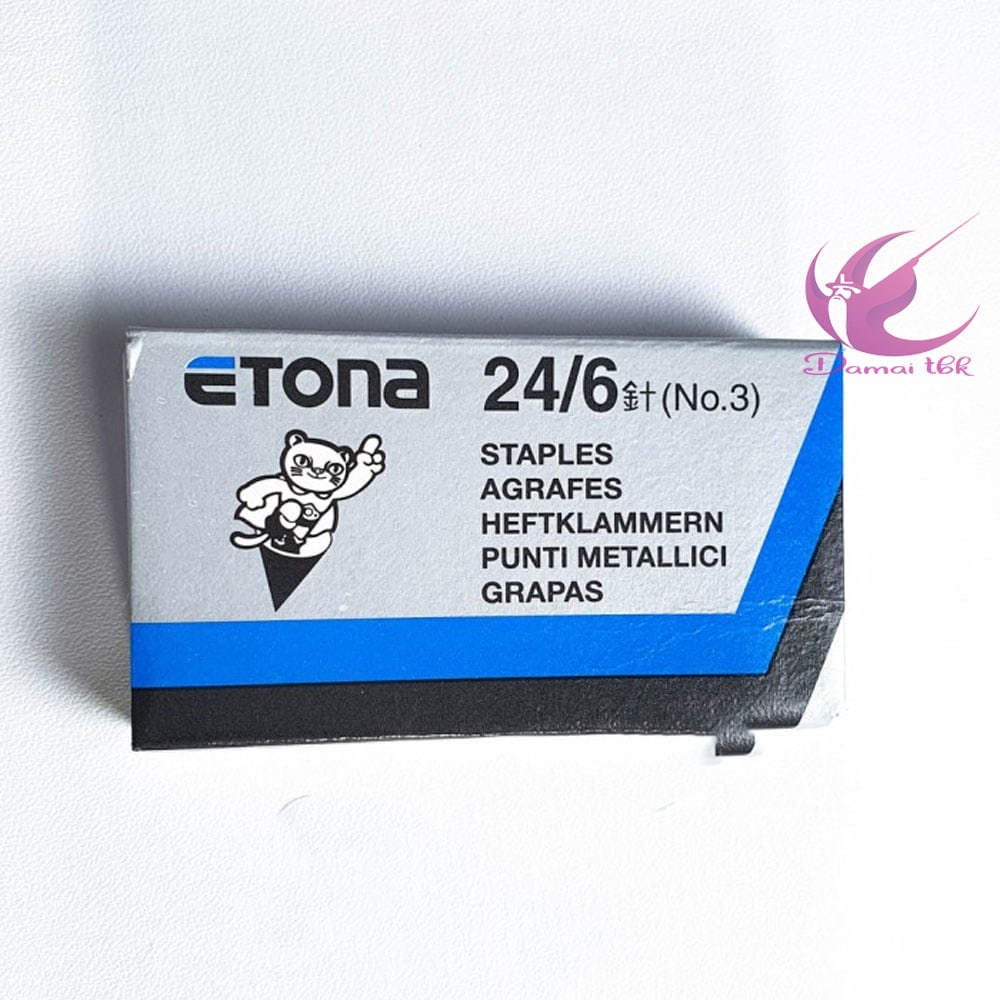 ETONA
24/6針(No.3)
STAPLES
AGRAFES
HEFTKLAMMERN
PUNTI METALLICI
GRAPAS
Damai tbk